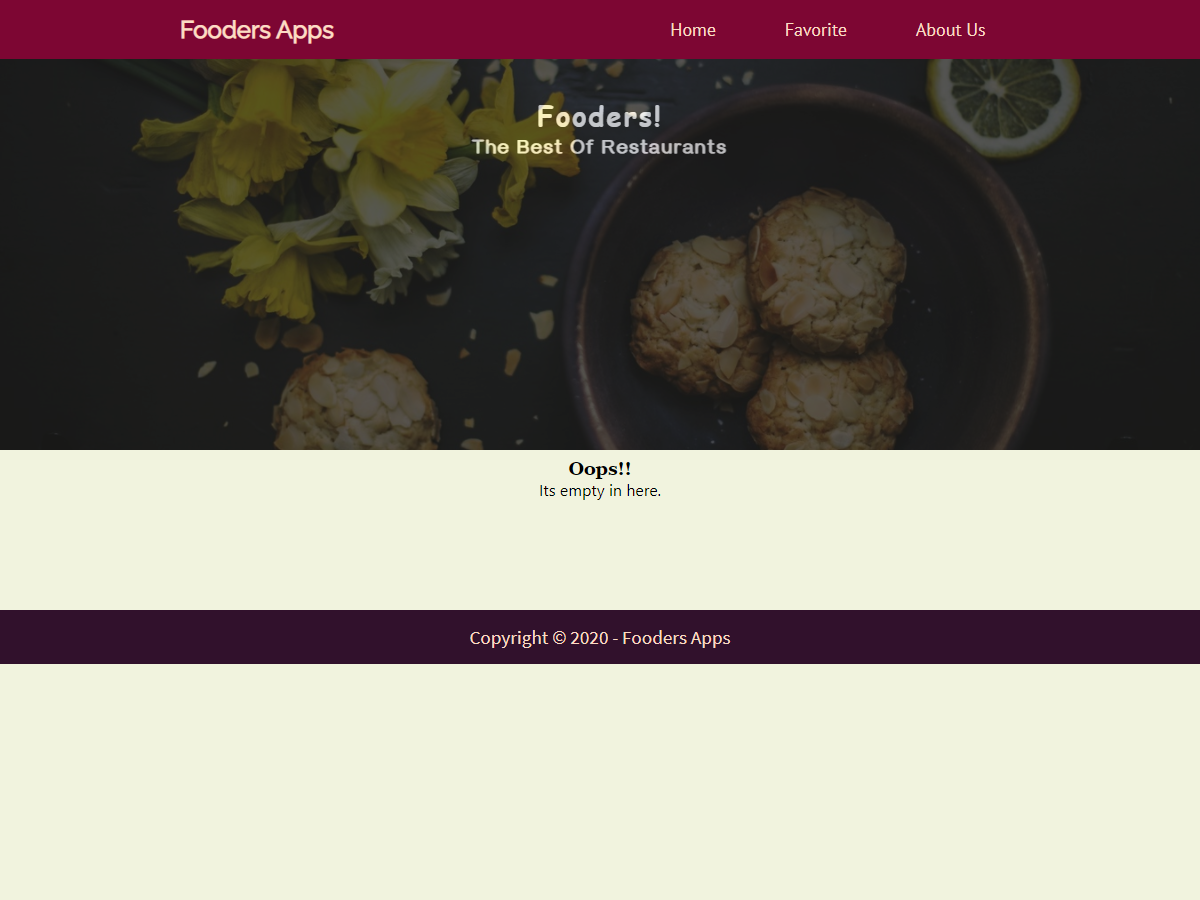 Fooders Apps
Home
Favorite
About Us
Fooders!
The Best Of Restaurants
Oops!!
Its empty in here.
Copyright © 2020 - Fooders Apps